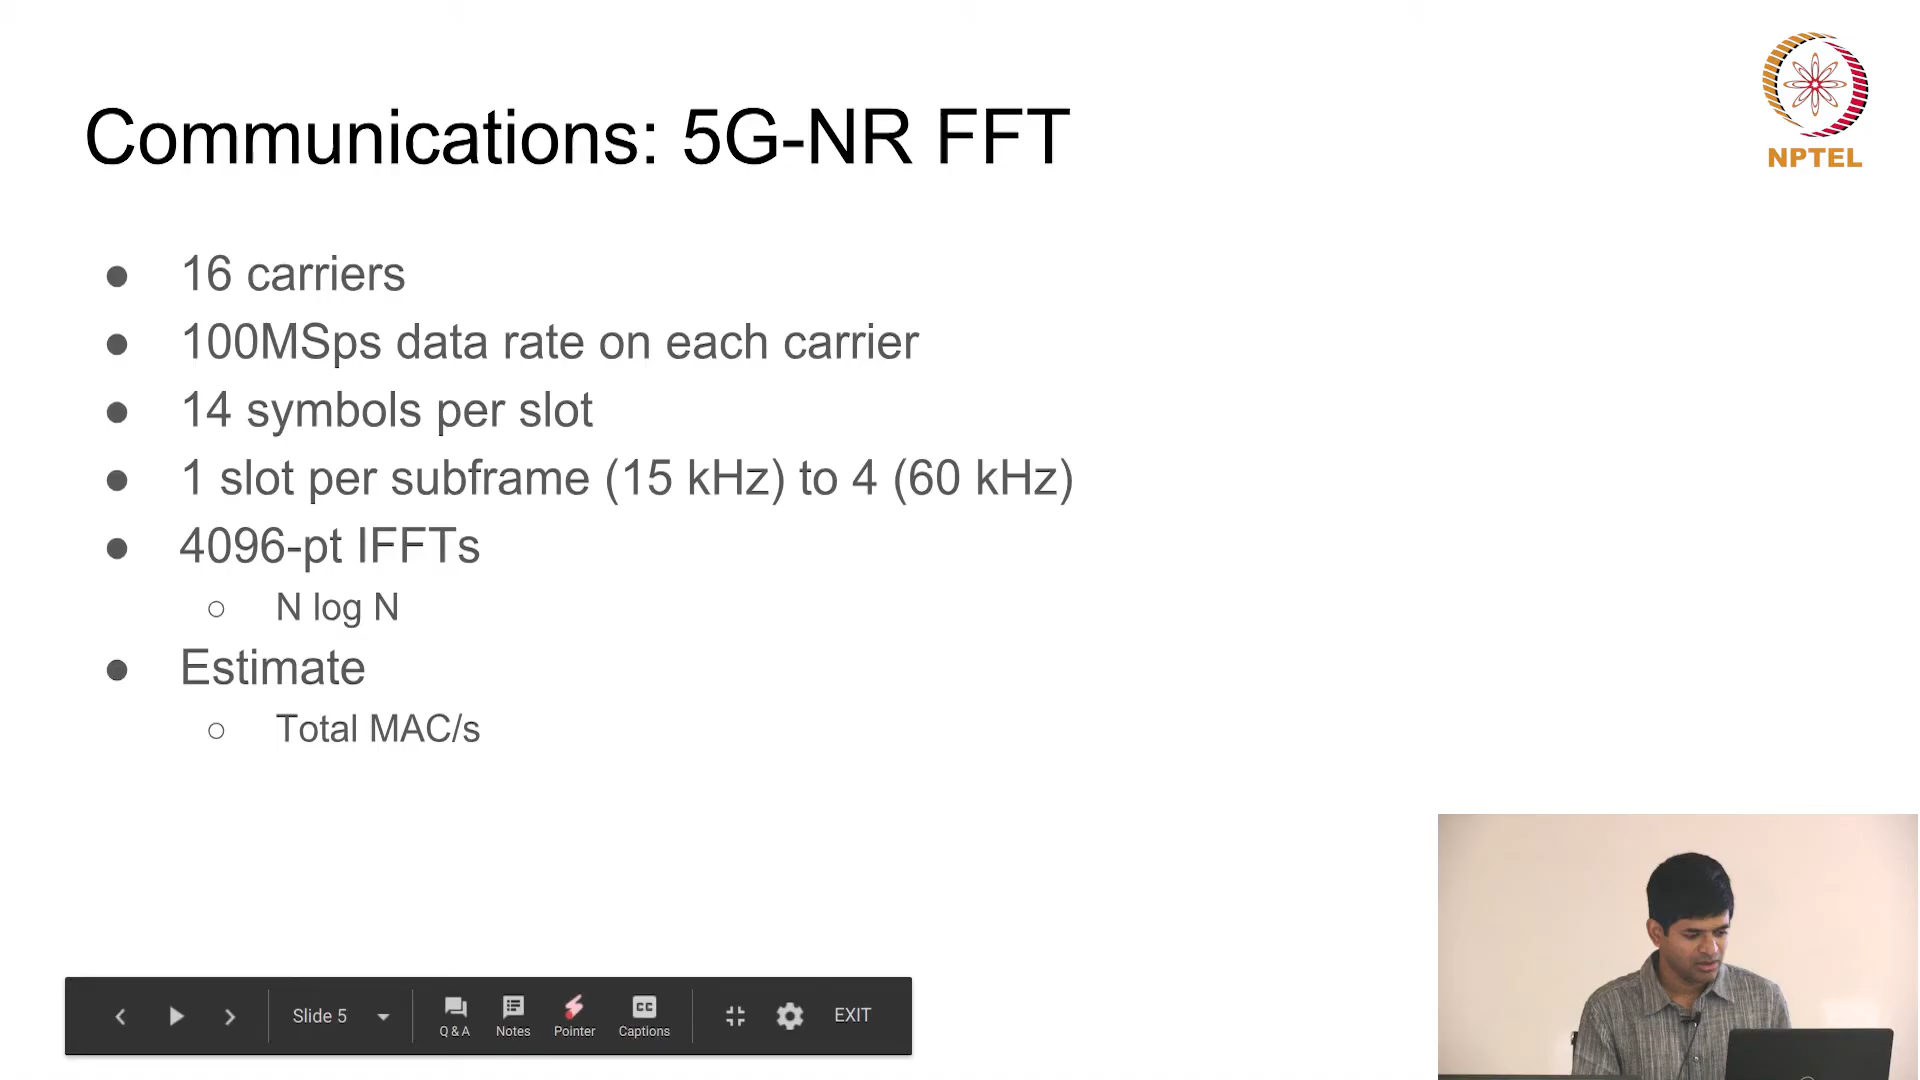 Communications: 5G-NR FFT
NPTEL
16 carriers
100MSps data rate on each carrier
14 symbols per slot
1 slot per subframe (15 kHz) to 4 (60 kHz)
4096-pt IFFTs
N log N
Estimate
Total MAC/s
Slide 5
Q & A
Notes
Pointer
CC
Captions
EXIT